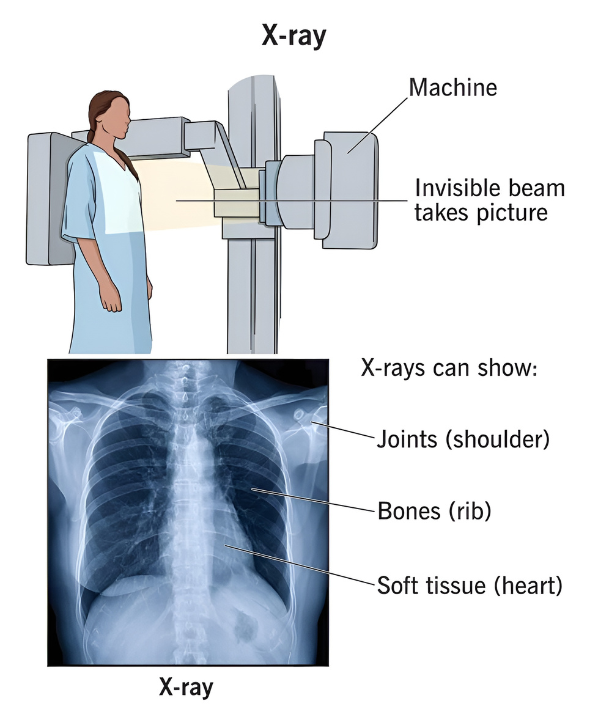 X-ray
Machine
Invisible beam
takes picture
X-rays can show:
Joints (shoulder)
Bones (rib)
Soft tissue (heart)
X-ray